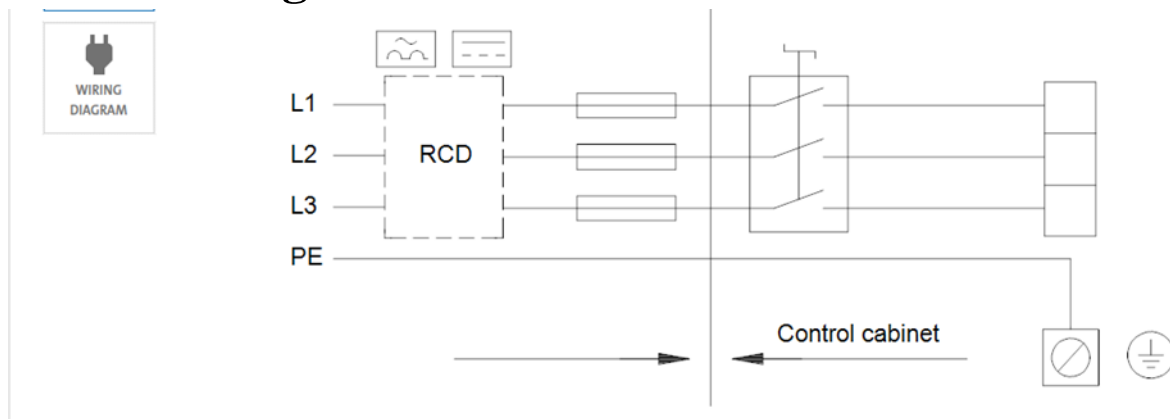 WIRING
DIAGRAM
L1
L2
RCD
L3
PE
Control cabinet